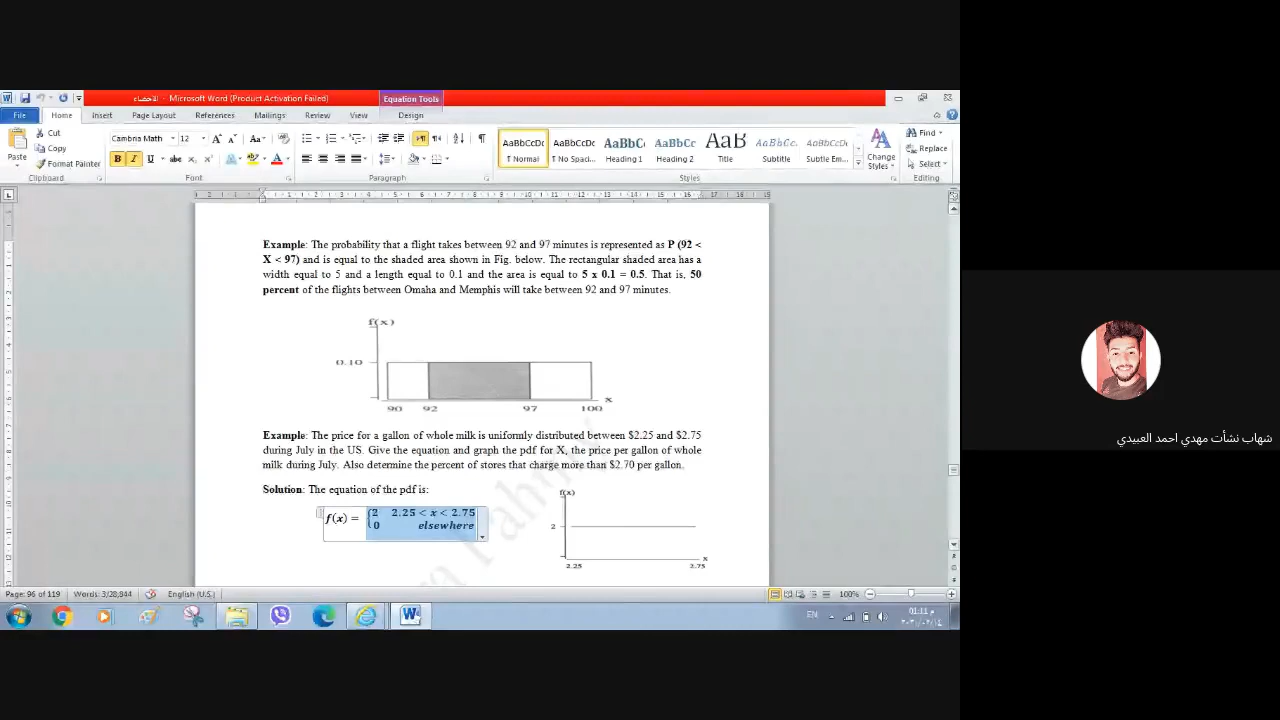 الاحصاء - Microsoft Word (Product Activation Failed)
Equation Tools
File Home Insert Page Layout References Mailings Review View Design
Paste
Cut
Copy
Format Painter
Clipboard
Cambria Math 12
Font
Paragraph
AaBbCcDc AaBbCcDc AaBbC AaBbCc AaB AaBbCc. AaBbCcDc
¶ Normal ¶ No Spaci... Heading 1 Heading 2 Title Subtitle Subtle Em...
Styles
Change Styles
Find
Replace
Select
Editing
Example: The probability that a flight takes between 92 and 97 minutes is represented as P (92 <
X < 97) and is equal to the shaded area shown in Fig. below. The rectangular shaded area has a
width equal to 5 and a length equal to 0.1 and the area is equal to 5 x 0.1 = 0.5. That is, 50
percent of the flights between Omaha and Memphis will take between 92 and 97 minutes.
f(x)
0.10
x
90 92 97 100
Example: The price for a gallon of whole milk is uniformly distributed between $2.25 and $2.75
during July in the US. Give the equation and graph the pdf for X, the price per gallon of whole
milk during July. Also determine the percent of stores that charge more than $2.70 per gallon.
Solution: The equation of the pdf is:
f(x) = {2 2.25 < x < 2.75
0 elsewhere
f(x)
2
x
2.25 2.75
Page: 96 of 119 Words: 3/28,844 English (U.S.) 100%
EN
01:11 م
شهاب نشأت مهدي احمد العبيدي